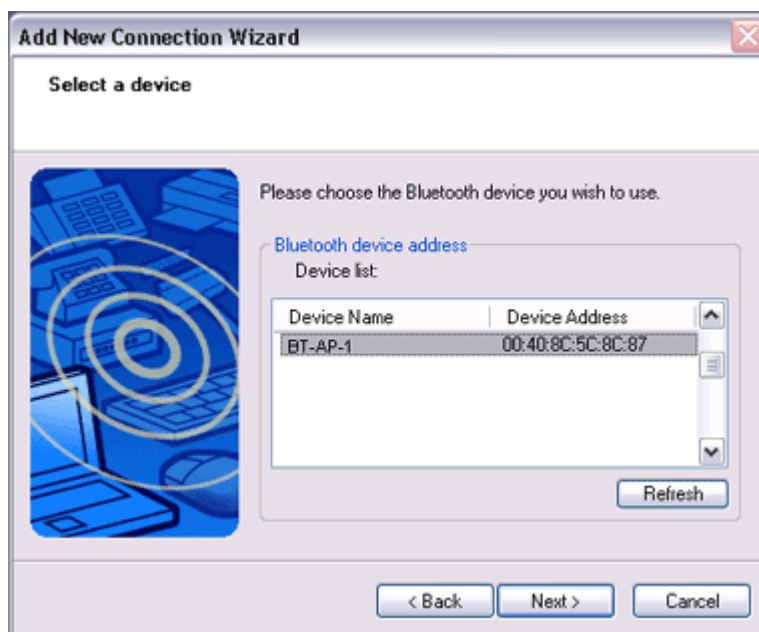 Add New Connection Wizard
Select a device
Please choose the Bluetooth device you wish to use.
Bluetooth device address
Device list:
Device Name Device Address
BT-AP-1 00:40:8C:5C:8C:87
Refresh
< Back Next > Cancel